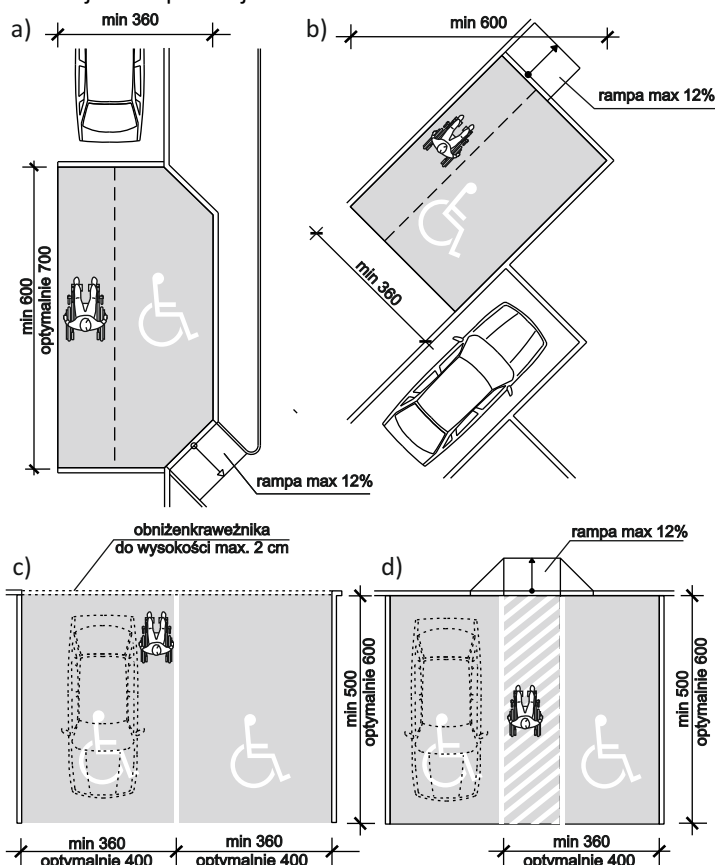 a)
min 360
min 600
optymalnie 700
rampa max 12%
b)
min 600
rampa max 12%
min 360
obniżenkraweżnika
do wysokości max. 2 cm
c)
min 500
optymalnie 600
min 360
optymalnie 400
min 360
optymalnie 400
rampa max 12%
d)
min 500
optymalnie 600
min 360
optymalnie 400